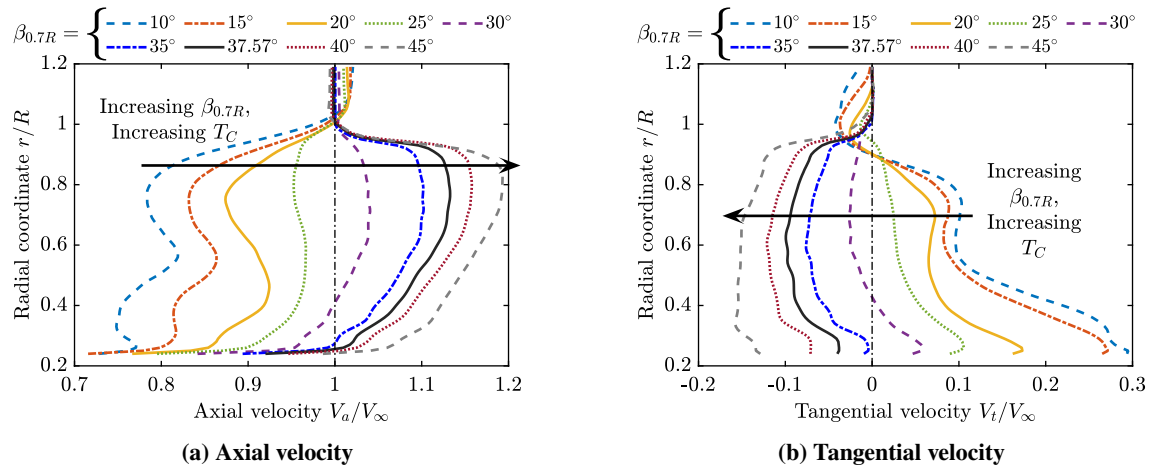 β0.7R = { 10° 15° 20° 25° 30°
35° 37.57° 40° 45°
1.2
1
0.8
0.6
0.4
0.2
Radial coordinate r/R
Increasing β0.7R,
Increasing TC
0.7 0.8 0.9 1 1.1 1.2
Axial velocity Va/V∞
(a) Axial velocity
β0.7R = { 10° 15° 20° 25° 30°
35° 37.57° 40° 45°
1.2
1
0.8
0.6
0.4
0.2
Radial coordinate r/R
Increasing
β0.7R,
Increasing
TC
-0.2 -0.1 0 0.1 0.2 0.3
Tangential velocity Vt/V∞
(b) Tangential velocity